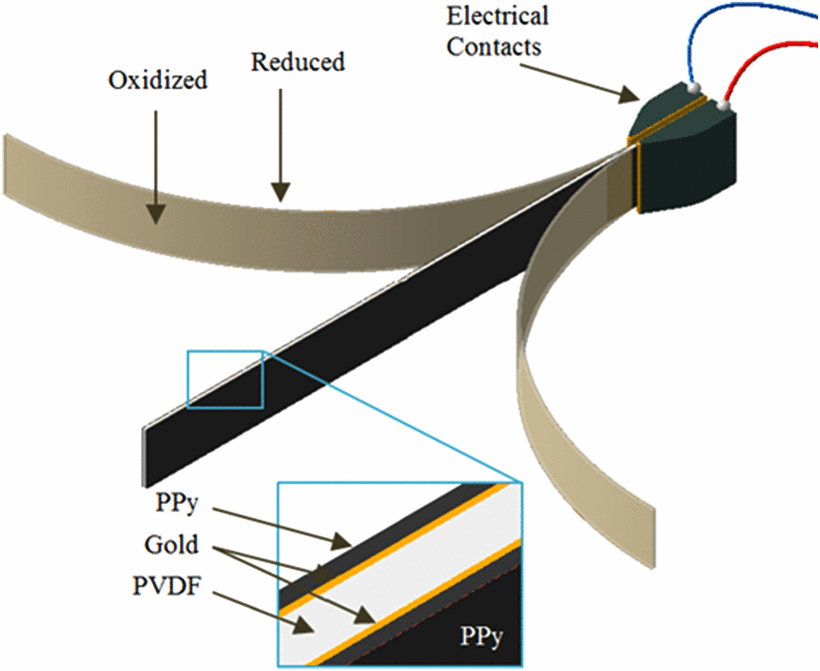 Electrical
Contacts
Reduced
Oxidized
PPy
Gold
PVDF
PPy